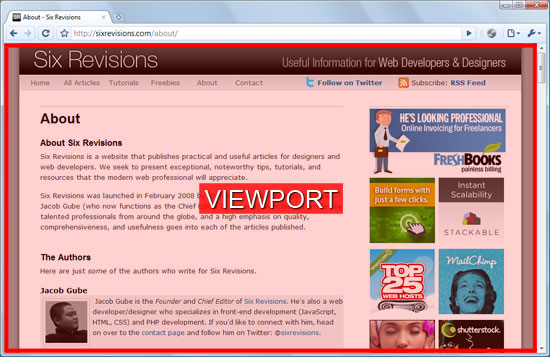 About - Six Revisions
http://sixrevisions.com/about/
Six Revisions
Useful Information for Web Developers & Designers
Home All Articles Tutorials Freebies About Contact Follow on Twitter Subscribe: RSS Feed
About
About Six Revisions
Six Revisions is a website that publishes practical and useful articles for designers and
web developers. We seek to present exceptional, noteworthy tips, tutorials, and
resources that the modern web professional will appreciate.
Six Revisions was launched in February 2008 by
Jacob Gube (who now functions as the Chief
talented professionals from around the globe, and a high emphasis on quality,
comprehensiveness, and usefulness goes into each of the articles published.
VIEWPORT
The Authors
Here are just some of the authors who write for Six Revisions.
Jacob Gube
Jacob Gube is the Founder and Chief Editor of Six Revisions. He's also a web
developer/designer who specializes in front-end development (JavaScript,
HTML, CSS) and PHP development. If you'd like to connect with him, head
on over to the contact page and follow him on Twitter: @sixrevisions.
HE'S LOOKING PROFESSIONAL
Online Invoicing for Freelancers
FRESHBOOKS
painless billing
Build forms with
just a few clicks.
Instant
Scalability
STACKABLE
TOP
25
WEB HOSTS
MailChimp
shutterstock